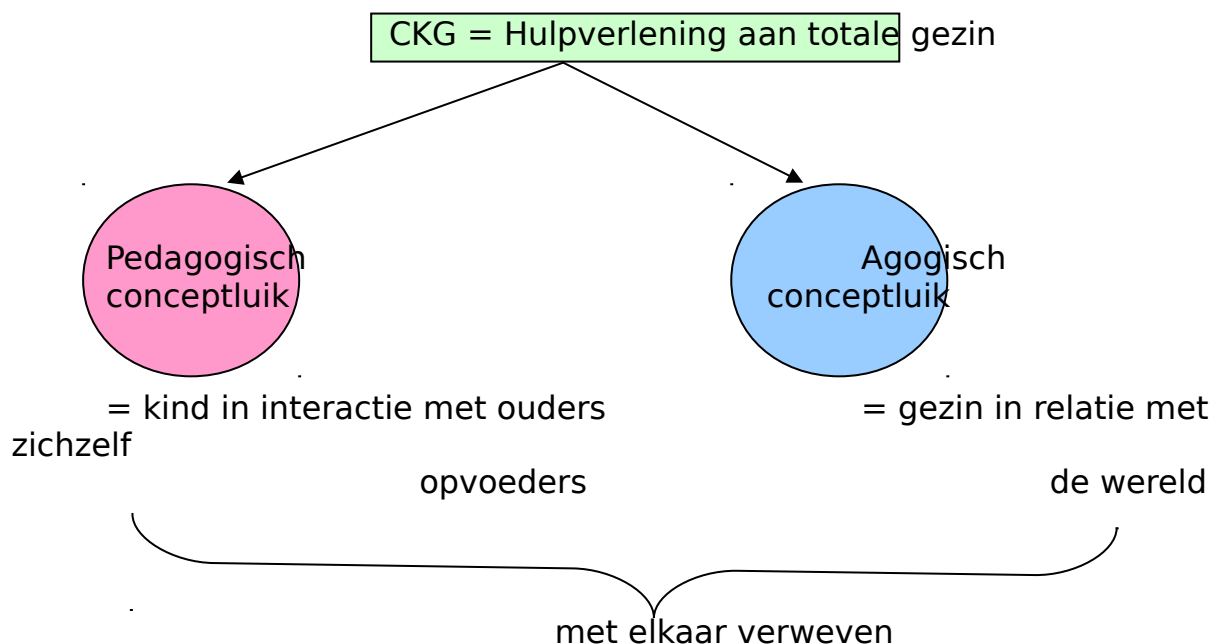 CKG = Hulpverlening aan totale gezin
Pedagogisch
conceptluik
Agogisch
conceptluik
= kind in interactie met ouders = gezin in relatie met
zichzelf
opvoeders de wereld
met elkaar verweven